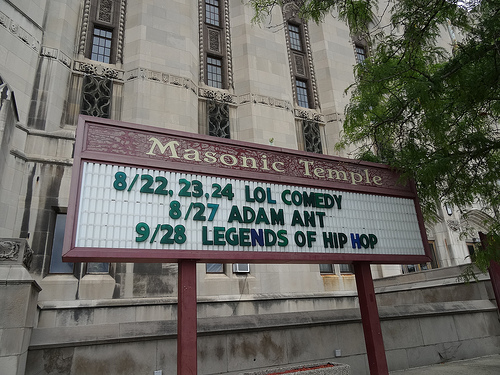 Masonic Temple
8/22, 23, 24 LOL COMEDY
8/27 ADAM ANT
9/28 LEGENDS OF HIP HOP